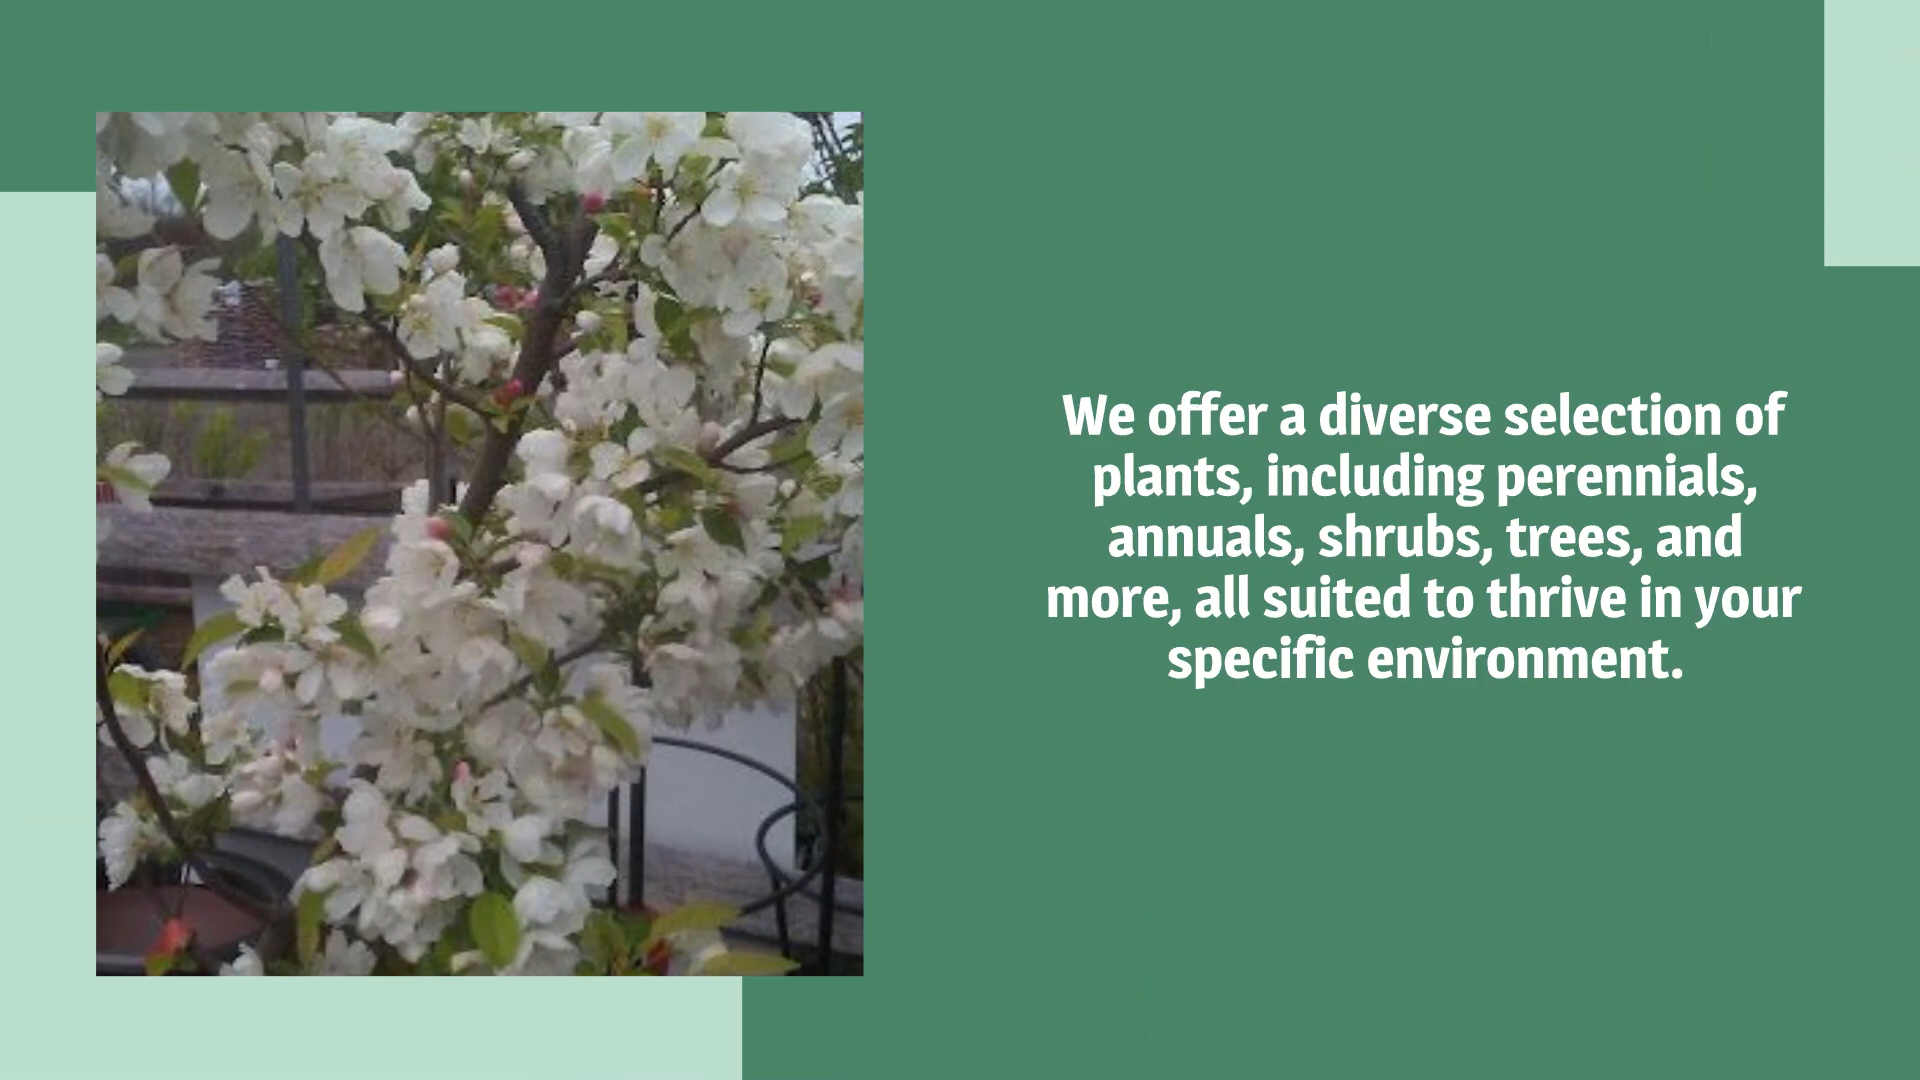 We offer a diverse selection of
plants, including perennials,
annuals, shrubs, trees, and
more, all suited to thrive in your
specific environment.